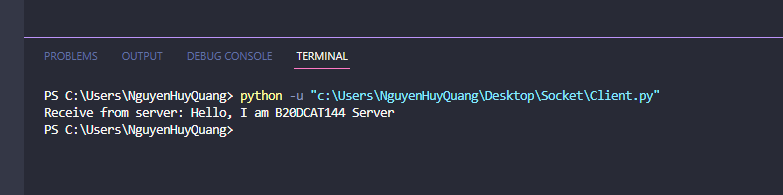 PROBLEMS OUTPUT DEBUG CONSOLE TERMINAL
PS C:\Users\NguyenHuyQuang> python -u "c:\Users\NguyenHuyQuang\Desktop\Socket\Client.py"
Receive from server: Hello, I am B20DCAT144 Server
PS C:\Users\NguyenHuyQuang>